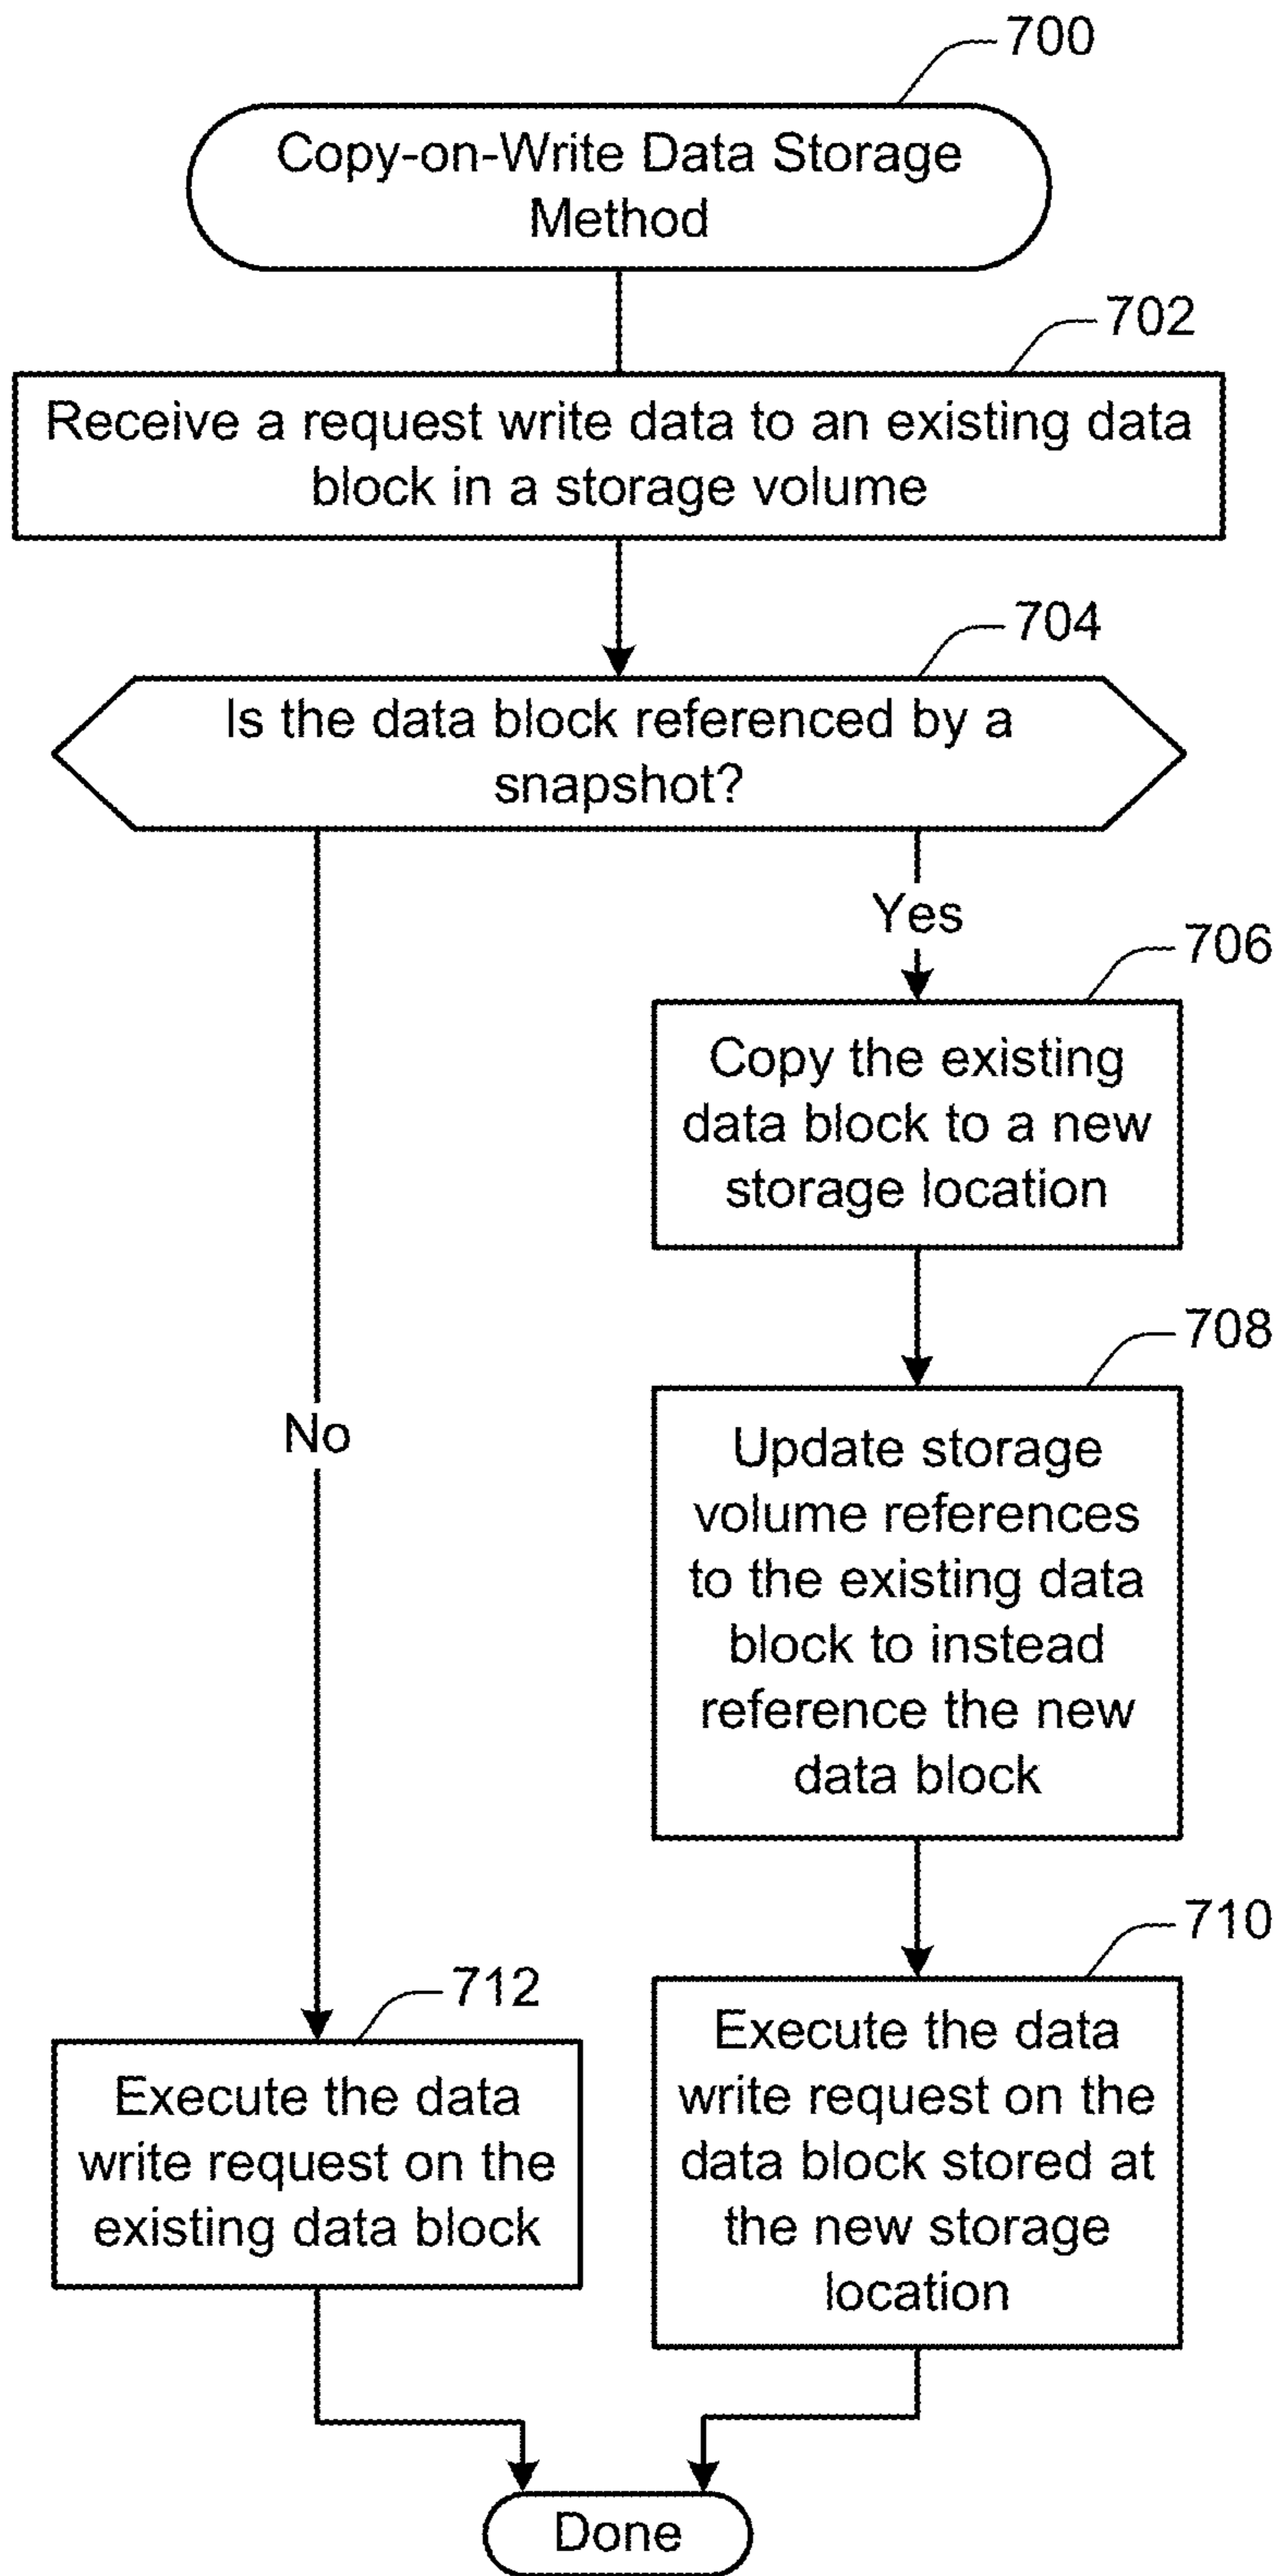 700
Copy-on-Write Data Storage
Method
702
Receive a request write data to an existing data
block in a storage volume
704
Is the data block referenced by a
snapshot?
Yes
706
Copy the existing
data block to a new
storage location
708
Update storage
volume references
to the existing data
block to instead
reference the new
data block
No
710
Execute the data
write request on the
data block stored at
the new storage
location
712
Execute the data
write request on the
existing data block
Done